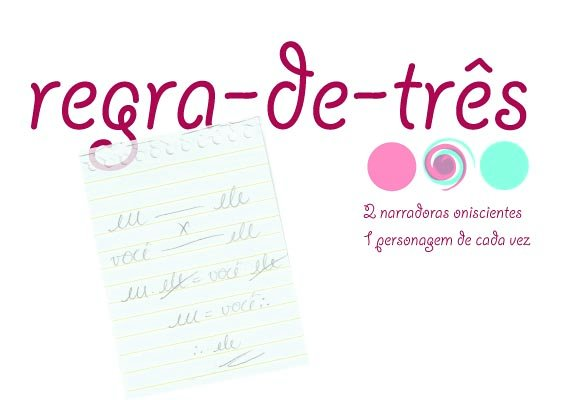 regra-de-três
2 narradoras oniscientes
1 personagem de cada vez
eu — ele
x
você — ele
eu . ele = você ele
eu = você ∴
∴ ele